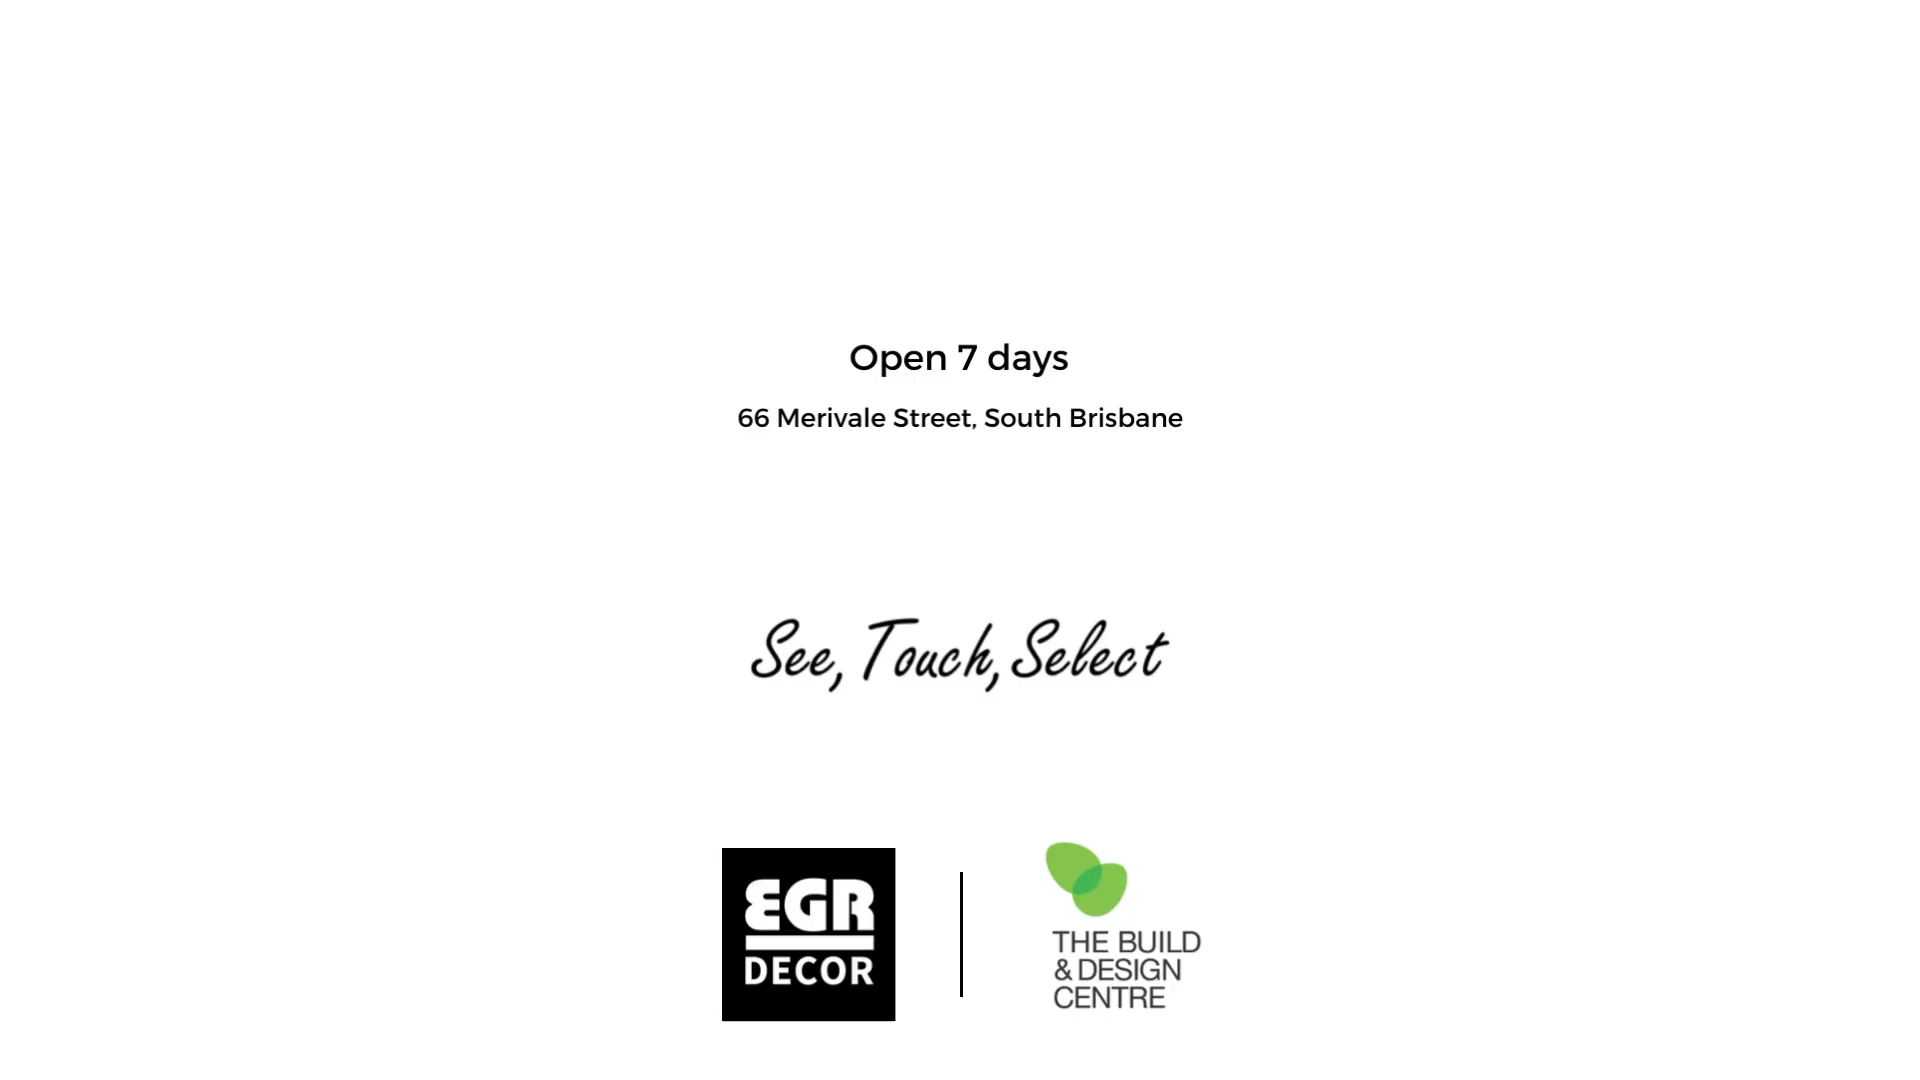 Open 7 days
66 Merivale Street, South Brisbane
See, Touch, Select
EGR
DECOR
THE BUILD
& DESIGN
CENTRE